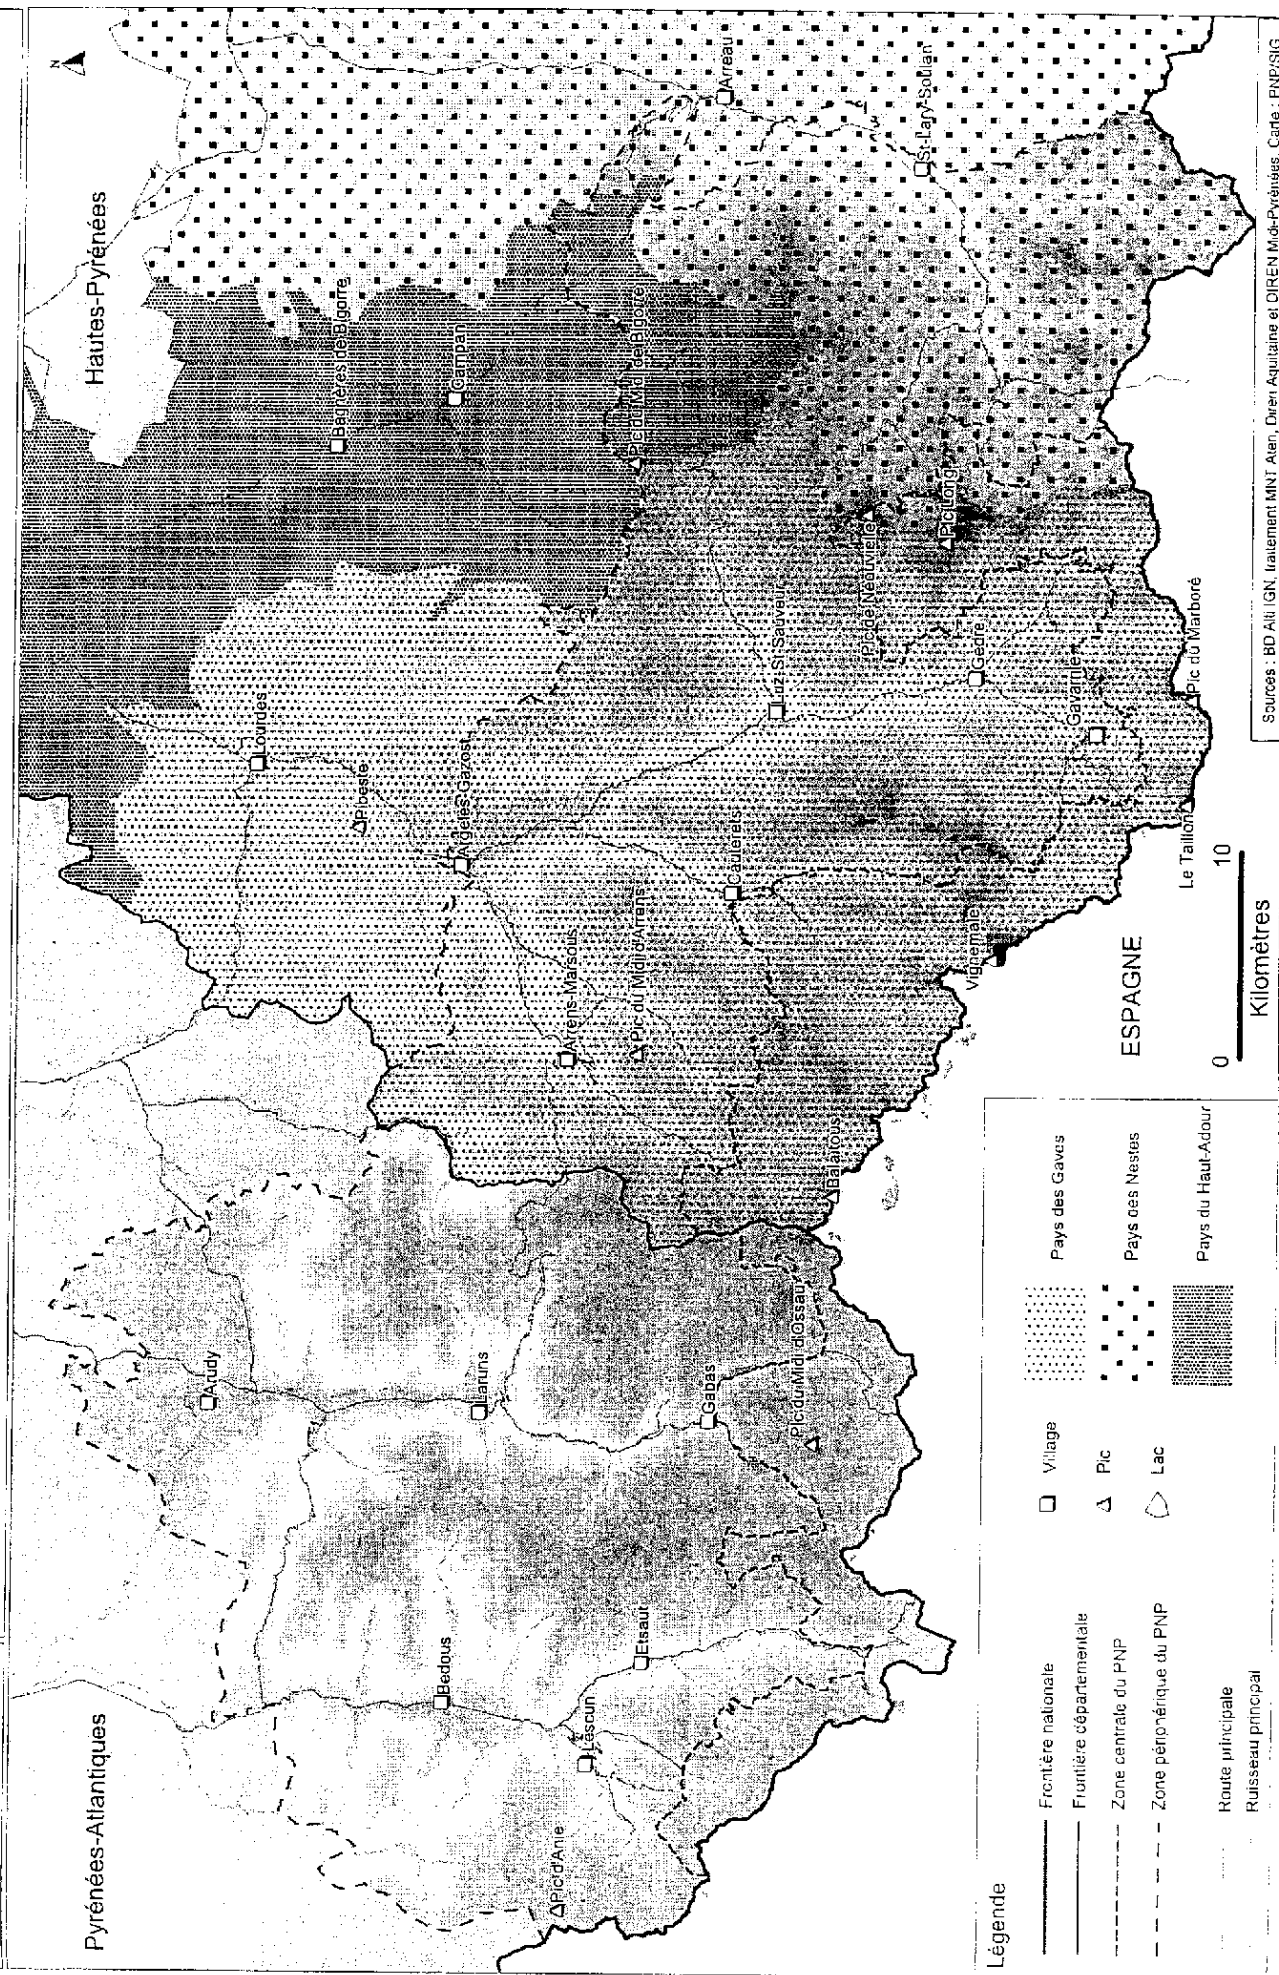 Pyrénées-Atlantiques
Hautes-Pyrénées
N
Arudy
Lourdes
Pibeste
Bagnères de Bigorre
Bedous
Laruns
Argelès-Gazost
Campan
Pic d'Anie
Lescun
Etsaut
Arrens-Marsous
Pic du Midi d'Arrens
Pic du Midi de Bigorre
Arreau
Gabas
Cauterets
Luz-St-Sauveur
Pic du Midi d'Ossau
Balaïtous
Pic de Néouvielle
St-Lary-Soulan
Vignemale
Pic Long
Gèdre
Gavarnie
Le Taillon
Pic du Marboré
ESPAGNE
Légende
Frontière nationale
Frontière départementale
Zone centrale du PNP
Zone périphérique du PNP
Route principale
Ruisseau principal
Village
Pic
Lac
Pays des Gaves
Pays des Nestes
Pays du Haut-Adour
0 10
Kilomètres
Sources : BD Alti IGN, traitement MNT Aten, Diren Aquitaine et DIREN Midi-Pyrénées Carte : PNP/SIG